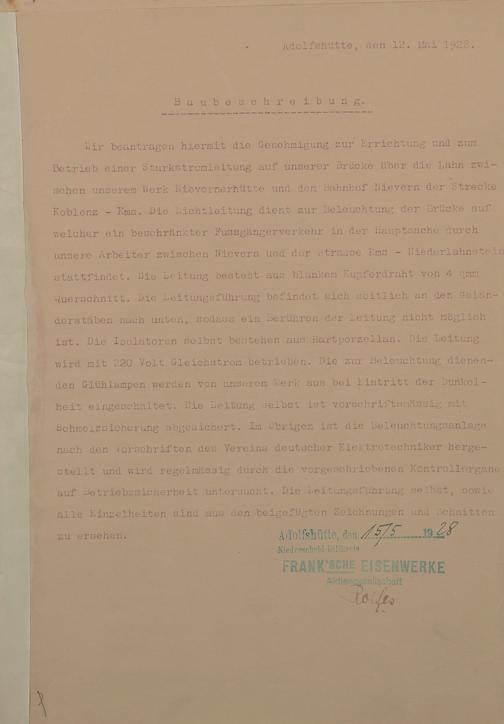 Adolfshütte, den 12. Mai 1928.
Baubeschreibung.
Wir beantragen hiermit die Genehmigung zur Errichtung und zum
Betrieb einer Starkstromleitung auf unserer Brücke über die Lahn zwi-
schen unserem Werk Nievernerhütte und den Bahnhof Nievern der Strecke
Koblenz - Ems. Die Lichtleitung dient zur Beleuchtung der Brücke auf
welcher ein beschränkter Fussgängerverkehr in der Hauptsache durch
unsere Arbeiter zwischen Nievern und der Strasse Ems - Niederlahnstein
stattfindet. Die Leitung besteht aus blankem Kupferdraht von 4 qmm
Querschnitt. Die Leitungsführung befindet sich seitlich an den Gelän-
derstäben nach unten, sodass ein Berühren der Leitung nicht möglich
ist. Die Isolatoren selbst bestehen aus Hartporzellan. Die Leitung
wird mit 220 Volt Gleichstrom betrieben. Die zur Beleuchtung dienen-
den Glühlampen werden von unserem Werk aus bei Eintritt der Dunkel-
heit eingeschaltet. Die Leitung selbst ist vorschriftsmässig mit
Schmelzsicherung abgesichert. Im Übrigen ist die Beleuchtungsanlage
nach den Vorschriften des Vereins deutscher Elektrotechniker herge-
stellt und wird regelmässig durch die vorgeschriebenen Kontrollorgane
auf Betriebssicherheit untersucht. Die Leitungsführung selbst, sowie
alle Einzelheiten sind aus den beigefügten Zeichnungen und Schnitten
zu ersehen.
Adolfshütte, den 15/5 1928
Niederscheld-Dillkreis
FRANK'SCHE EISENWERKE
Aktiengesellschaft